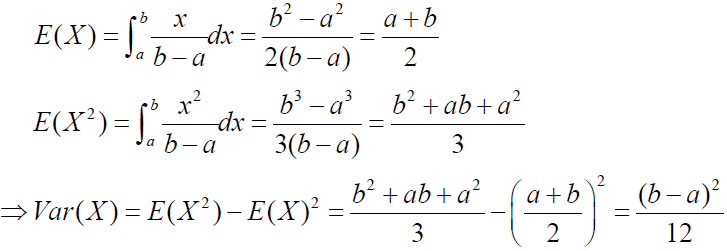 E(X) = ∫_a^b x/(b−a) dx = (b² − a²)/(2(b−a)) = (a+b)/2
E(X²) = ∫_a^b x²/(b−a) dx = (b³ − a³)/(3(b−a)) = (b² + ab + a²)/3
⇒ Var(X) = E(X²) − E(X)² = (b² + ab + a²)/3 − ((a+b)/2)² = (b−a)²/12